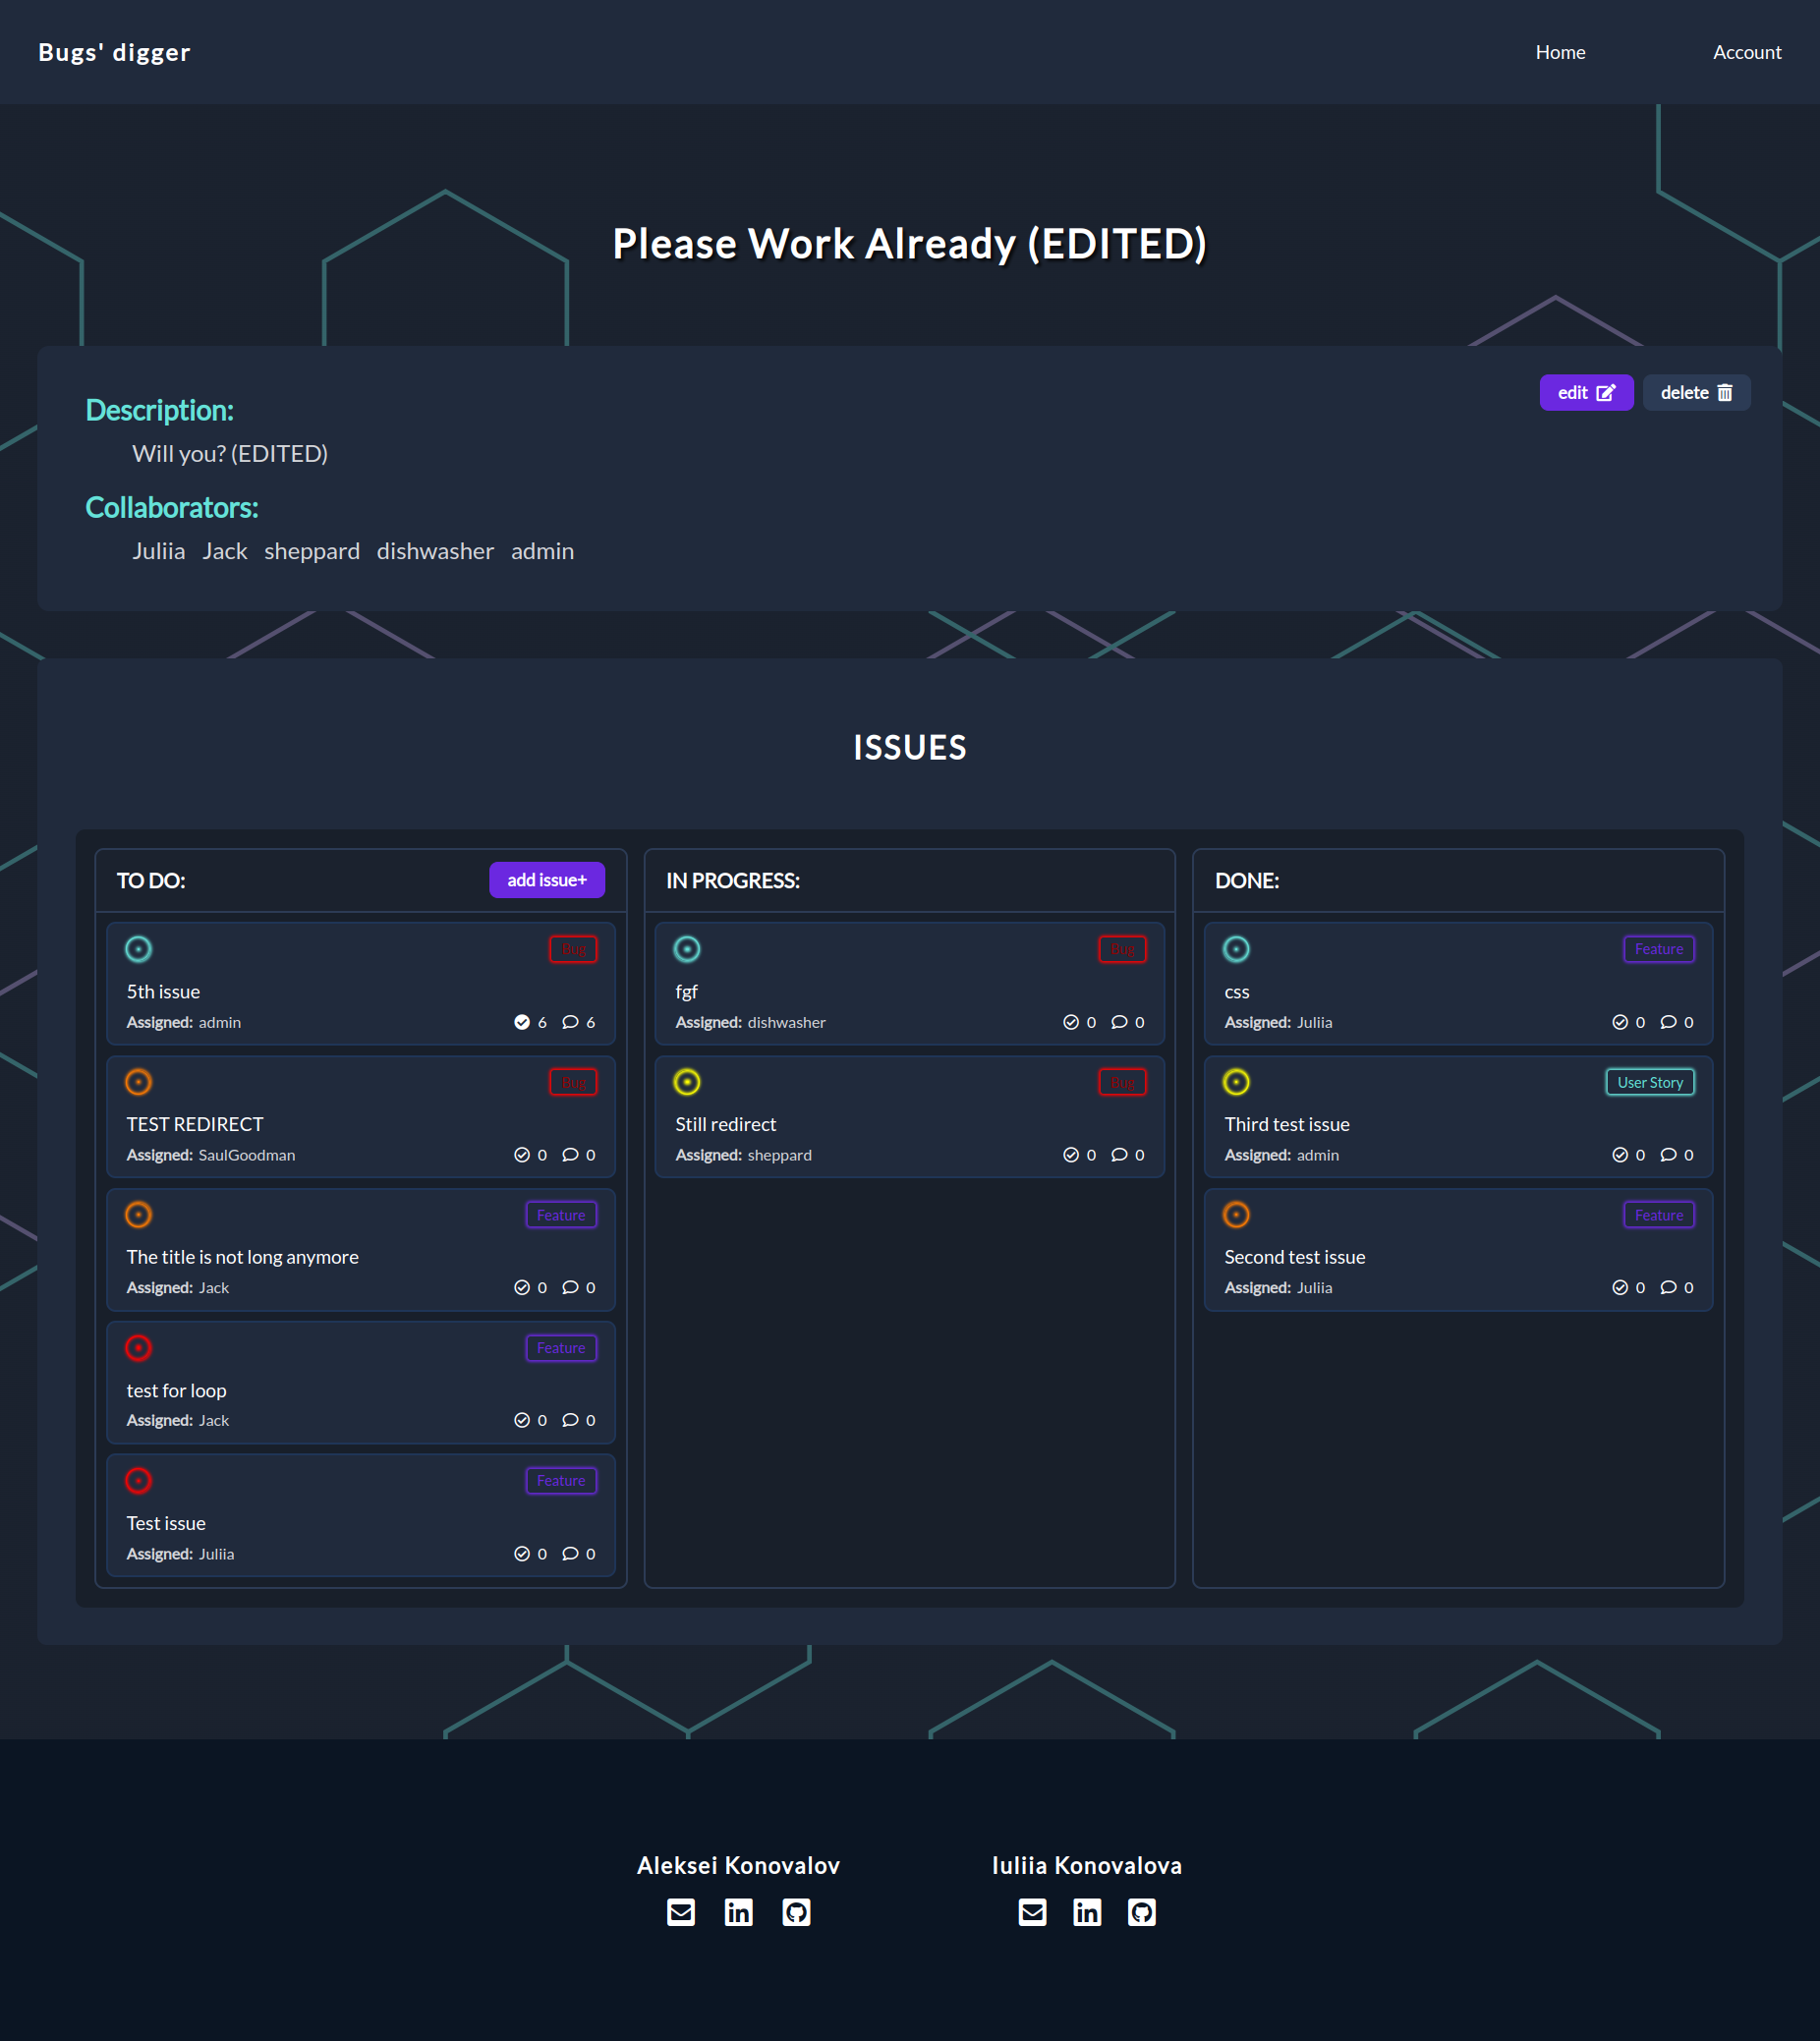 Bugs' digger
Home
Account
Please Work Already (EDITED)
edit
delete
Description:
Will you? (EDITED)
Collaborators:
Juliia Jack sheppard dishwasher admin
ISSUES
TO DO:
add issue+
Bug
5th issue
Assigned: admin
6 6
Bug
TEST REDIRECT
Assigned: SaulGoodman
0 0
Feature
The title is not long anymore
Assigned: Jack
0 0
Feature
test for loop
Assigned: Jack
0 0
Feature
Test issue
Assigned: Juliia
0 0
IN PROGRESS:
Bug
fgf
Assigned: dishwasher
0 0
Bug
Still redirect
Assigned: sheppard
0 0
DONE:
Feature
css
Assigned: Juliia
0 0
User Story
Third test issue
Assigned: admin
0 0
Feature
Second test issue
Assigned: Juliia
0 0
Aleksei Konovalov
Iuliia Konovalova